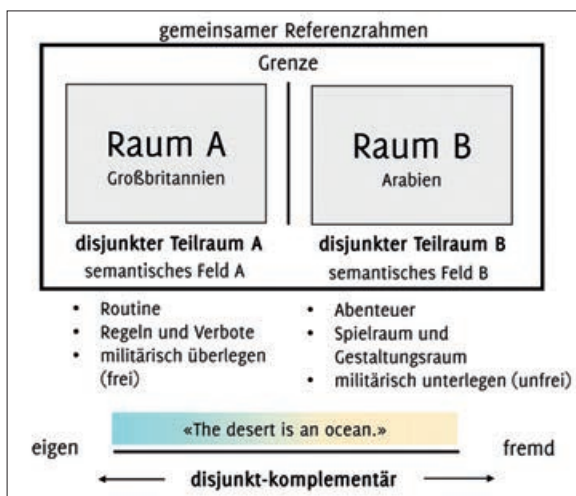 gemeinsamer Referenzrahmen
Grenze
Raum A
Großbritannien
Raum B
Arabien
disjunkter Teilraum A
semantisches Feld A
disjunkter Teilraum B
semantisches Feld B
• Routine
• Regeln und Verbote
• militärisch überlegen
(frei)
• Abenteuer
• Spielraum und
Gestaltungsraum
• militärisch unterlegen (unfrei)
«The desert is an ocean.»
eigen
fremd
disjunkt-komplementär